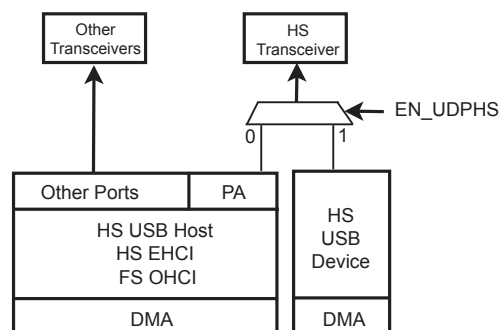 Other
Transceivers
HS
Transceiver
EN_UDPHS
0
1
Other Ports
PA
HS USB Host
HS EHCI
FS OHCI
DMA
HS
USB
Device
DMA